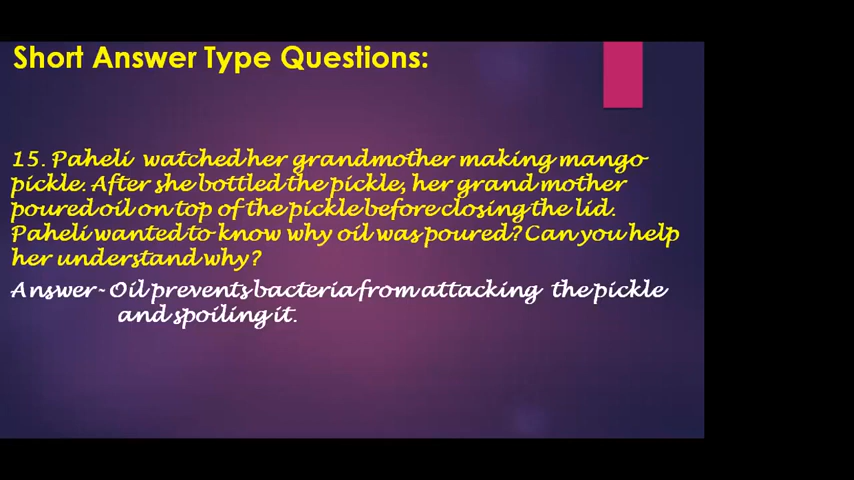 Short Answer Type Questions:
15. Paheli watched her grandmother making mango
pickle. After she bottled the pickle, her grand mother
poured oil on top of the pickle before closing the lid.
Paheli wanted to know why oil was poured? Can you help
her understand why?
Answer- Oil prevents bacteria from attacking the pickle
and spoiling it.